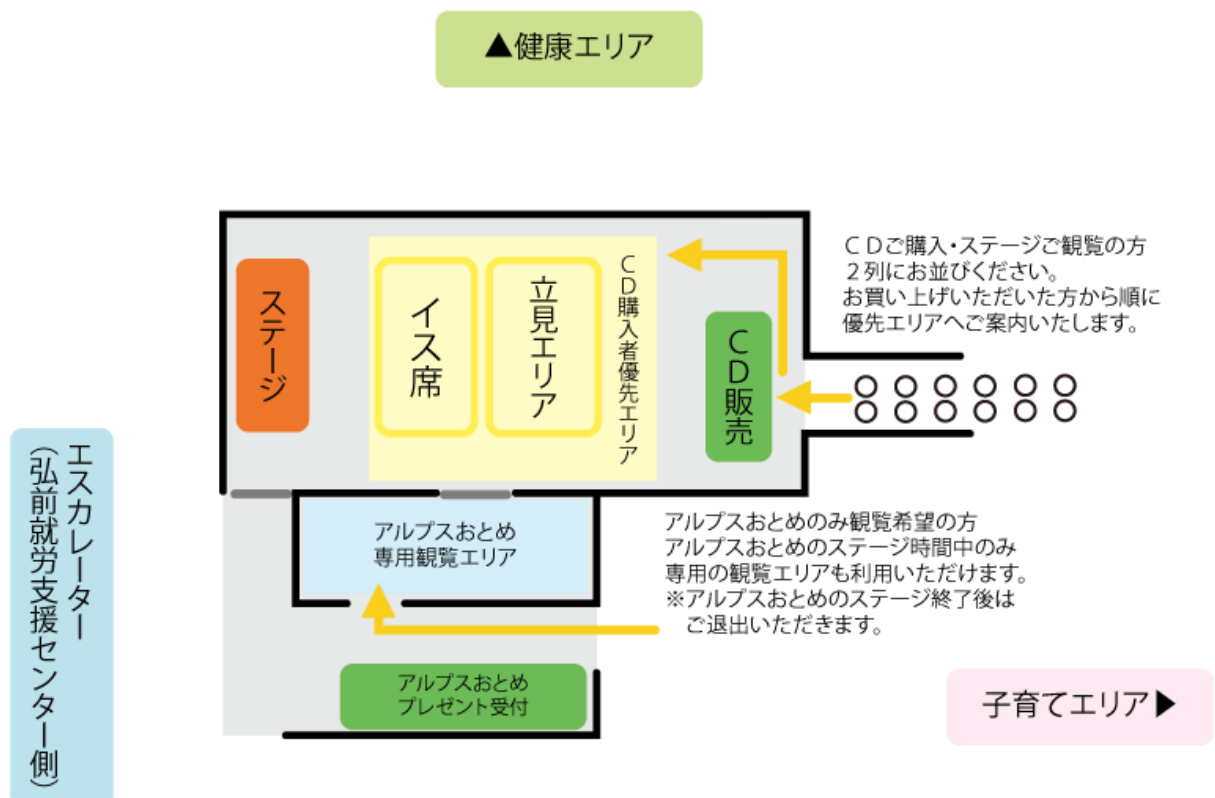 ▲健康エリア
ステージ
イス席
立見エリア
CD購入者優先エリア
CD販売
CDご購入・ステージご観覧の方
2列にお並びください。
お買い上げいただいた方から順に
優先エリアへご案内いたします。
エスカレーター
（弘前就労支援センター側）
アルプスおとめ
専用観覧エリア
アルプスおとめのみ観覧希望の方
アルプスおとめのステージ時間中のみ
専用の観覧エリアも利用いただけます。
※アルプスおとめのステージ終了後は
ご退出いただきます。
アルプスおとめ
プレゼント受付
子育てエリア▶